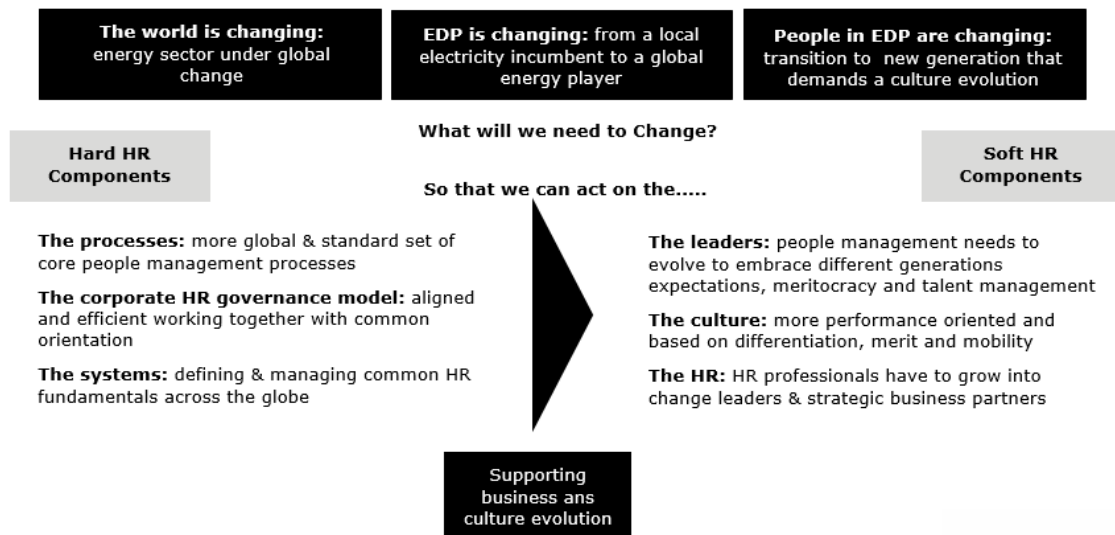 The world is changing:
energy sector under global
change
EDP is changing: from a local
electricity incumbent to a global
energy player
People in EDP are changing:
transition to new generation that
demands a culture evolution
What will we need to Change?
Hard HR
Components
Soft HR
Components
So that we can act on the.....
The processes: more global & standard set of
core people management processes
The corporate HR governance model: aligned
and efficient working together with common
orientation
The systems: defining & managing common HR
fundamentals across the globe
The leaders: people management needs to
evolve to embrace different generations
expectations, meritocracy and talent management
The culture: more performance oriented and
based on differentiation, merit and mobility
The HR: HR professionals have to grow into
change leaders & strategic business partners
Supporting
business ans
culture evolution